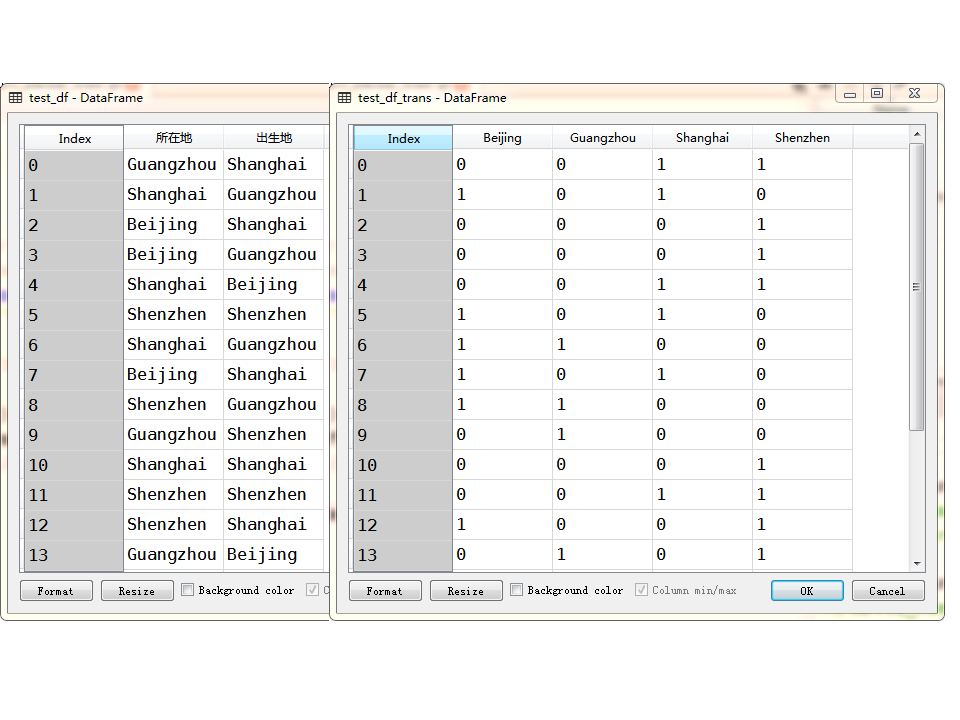 test_df - DataFrame
Index 所在地 出生地
0 Guangzhou Shanghai
1 Shanghai Guangzhou
2 Beijing Shanghai
3 Beijing Guangzhou
4 Shanghai Beijing
5 Shenzhen Shenzhen
6 Shanghai Guangzhou
7 Beijing Shanghai
8 Shenzhen Guangzhou
9 Guangzhou Shenzhen
10 Shanghai Shanghai
11 Shenzhen Shenzhen
12 Shenzhen Shanghai
13 Guangzhou Beijing
Format Resize Background color C
test_df_trans - DataFrame
Index Beijing Guangzhou Shanghai Shenzhen
0 0 0 1 1
1 1 0 1 0
2 0 0 0 1
3 0 0 0 1
4 0 0 1 1
5 1 0 1 0
6 1 1 0 0
7 1 0 1 0
8 1 1 0 0
9 0 1 0 0
10 0 0 0 1
11 0 0 1 1
12 1 0 0 1
13 0 1 0 1
Format Resize Background color Column min/max OK Cancel